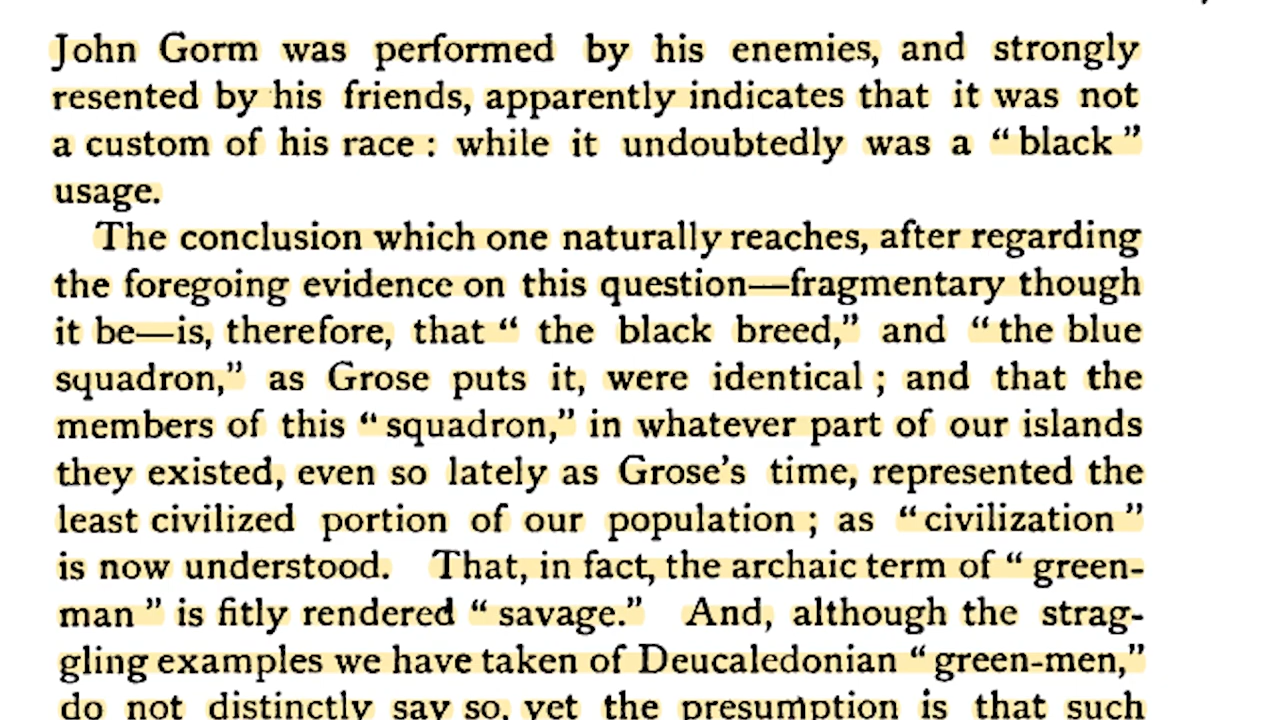 John Gorm was performed by his enemies, and strongly
resented by his friends, apparently indicates that it was not
a custom of his race : while it undoubtedly was a “ black ”
usage.
The conclusion which one naturally reaches, after regarding
the foregoing evidence on this question—fragmentary though
it be—is, therefore, that “ the black breed,” and “ the blue
squadron,” as Grose puts it, were identical ; and that the
members of this “ squadron,” in whatever part of our islands
they existed, even so lately as Grose’s time, represented the
least civilized portion of our population ; as “ civilization ”
is now understood. That, in fact, the archaic term of “ green-
man ” is fitly rendered “ savage.” And, although the strag-
gling examples we have taken of Deucaledonian “ green-men,”
do not distinctly say so, yet the presumption is that such